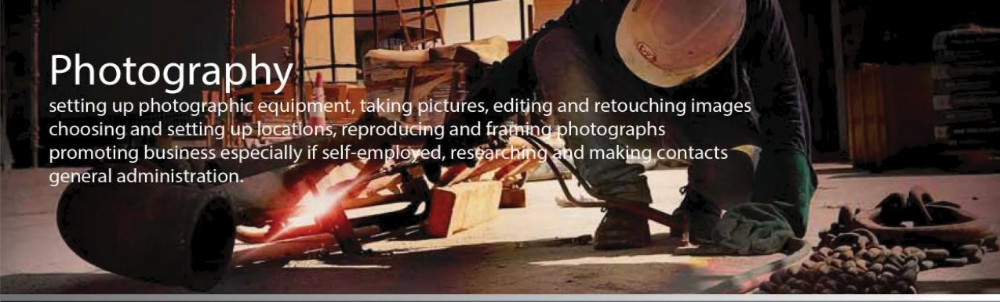 Photography
setting up photographic equipment, taking pictures, editing and retouching images
choosing and setting up locations, reproducing and framing photographs
promoting business especially if self-employed, researching and making contacts
general administration.